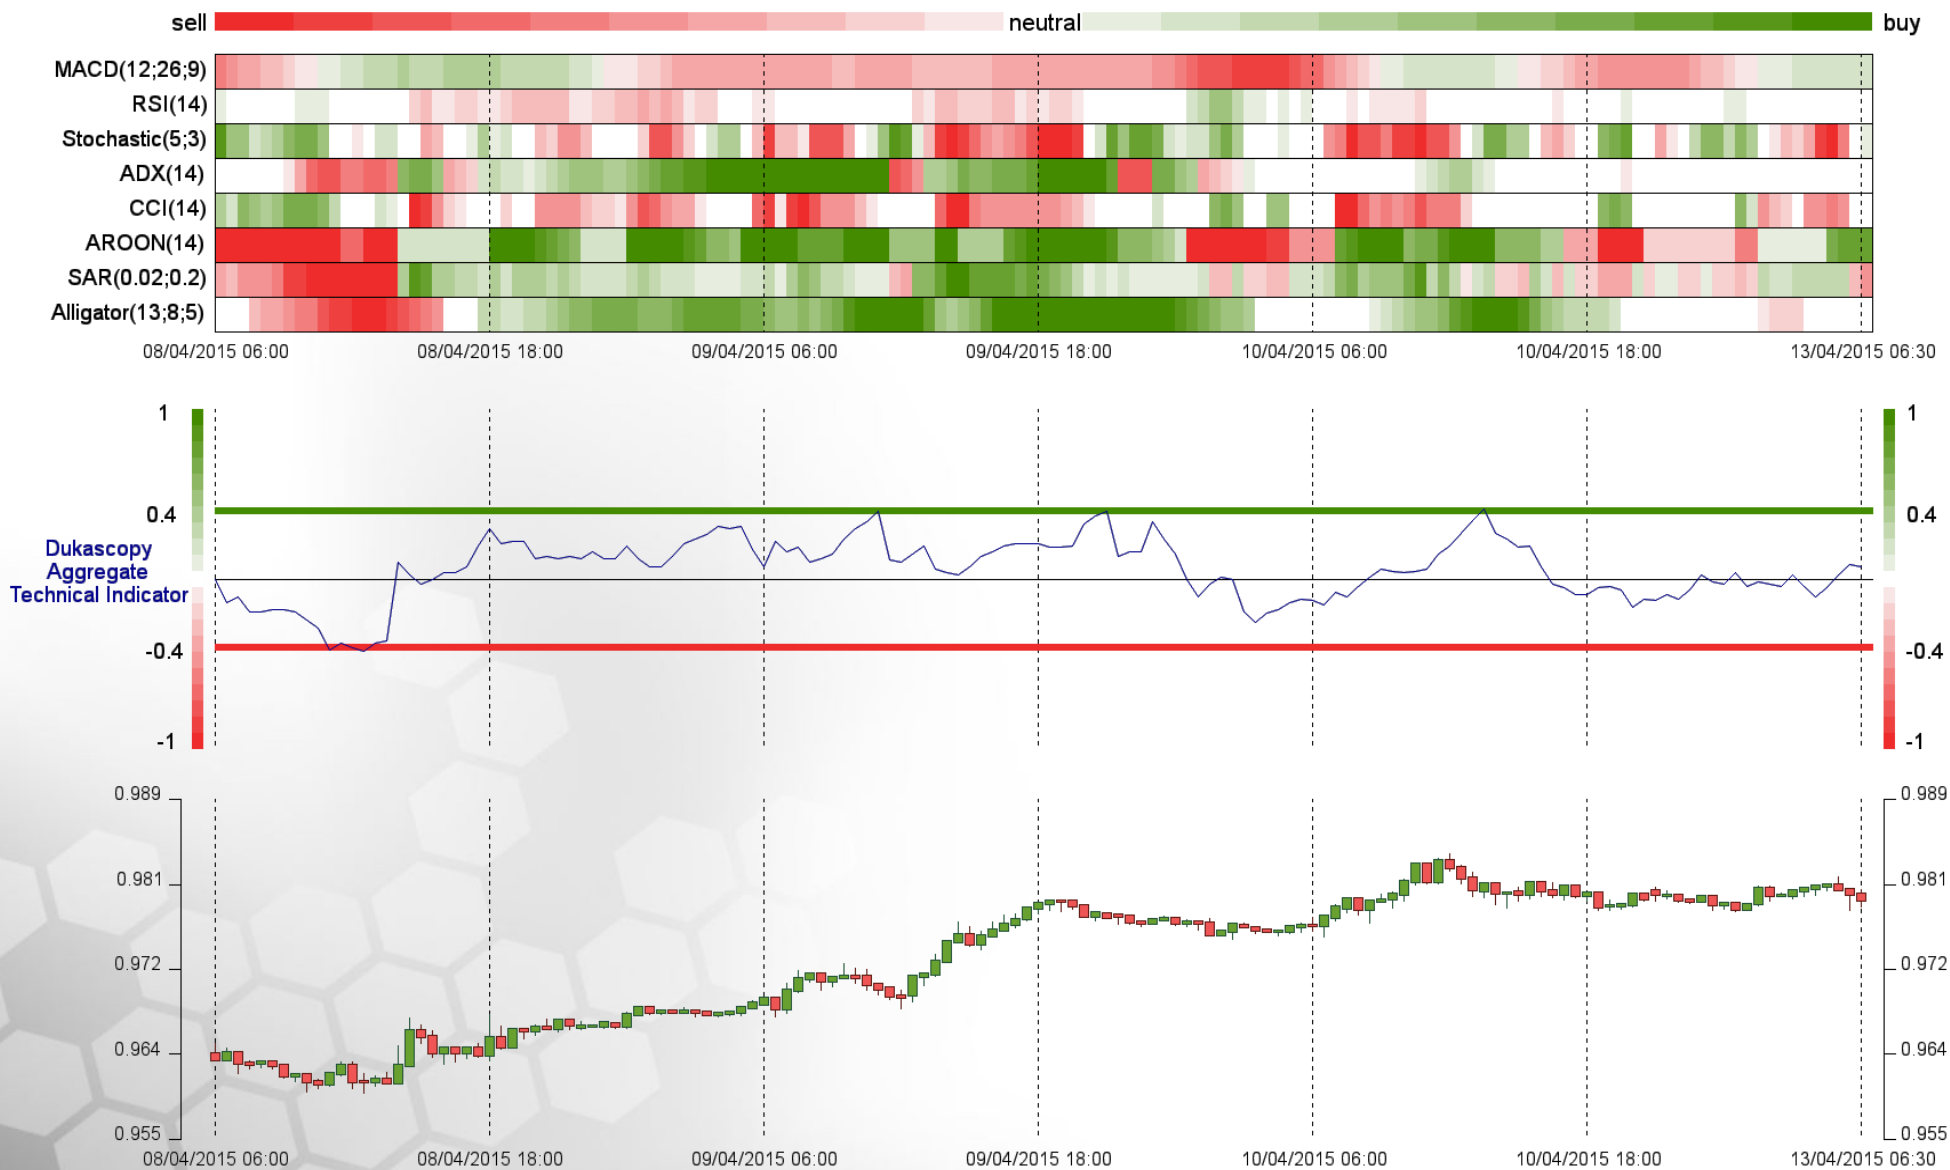 sell neutral buy
MACD(12;26;9)
RSI(14)
Stochastic(5;3)
ADX(14)
CCI(14)
AROON(14)
SAR(0.02;0.2)
Alligator(13;8;5)
08/04/2015 06:00 08/04/2015 18:00 09/04/2015 06:00 09/04/2015 18:00 10/04/2015 06:00 10/04/2015 18:00 13/04/2015 06:30
1 1
0.4 0.4
Dukascopy
Aggregate
Technical Indicator
-0.4 -0.4
-1 -1
0.989 0.989
0.981 0.981
0.972 0.972
0.964 0.964
0.955 0.955
08/04/2015 06:00 08/04/2015 18:00 09/04/2015 06:00 09/04/2015 18:00 10/04/2015 06:00 10/04/2015 18:00 13/04/2015 06:30